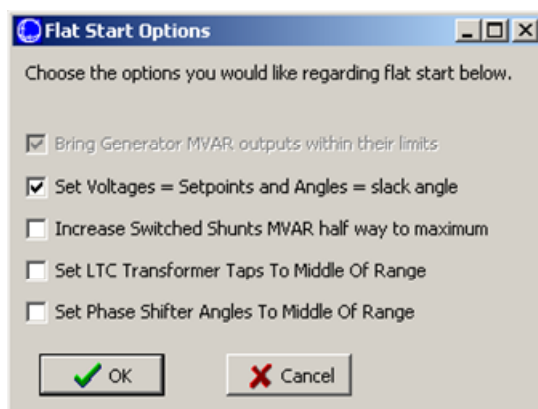 Flat Start Options
Choose the options you would like regarding flat start below.
Bring Generator MVAR outputs within their limits
Set Voltages = Setpoints and Angles = slack angle
Increase Switched Shunts MVAR half way to maximum
Set LTC Transformer Taps To Middle Of Range
Set Phase Shifter Angles To Middle Of Range
OK Cancel